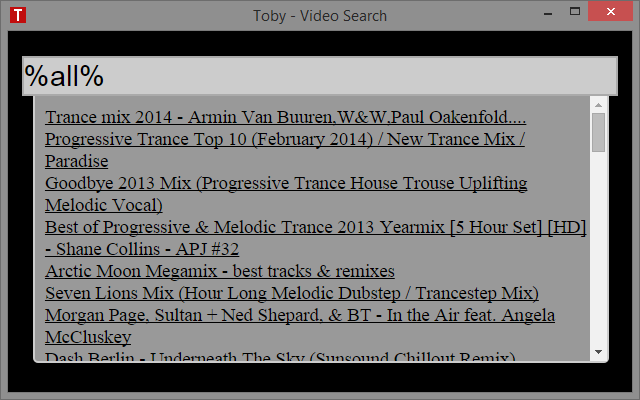 T
Toby - Video Search
%all%
Trance mix 2014 - Armin Van Buuren,W&W,Paul Oakenfold....
Progressive Trance Top 10 (February 2014) / New Trance Mix /
Paradise
Goodbye 2013 Mix (Progressive Trance House Trouse Uplifting
Melodic Vocal)
Best of Progressive & Melodic Trance 2013 Yearmix [5 Hour Set] [HD]
- Shane Collins - APJ #32
Arctic Moon Megamix - best tracks & remixes
Seven Lions Mix (Hour Long Melodic Dubstep / Trancestep Mix)
Morgan Page, Sultan + Ned Shepard, & BT - In the Air feat. Angela
McCluskey
Dash Berlin - Underneath The Sky (Sunsound Chillout Remix)